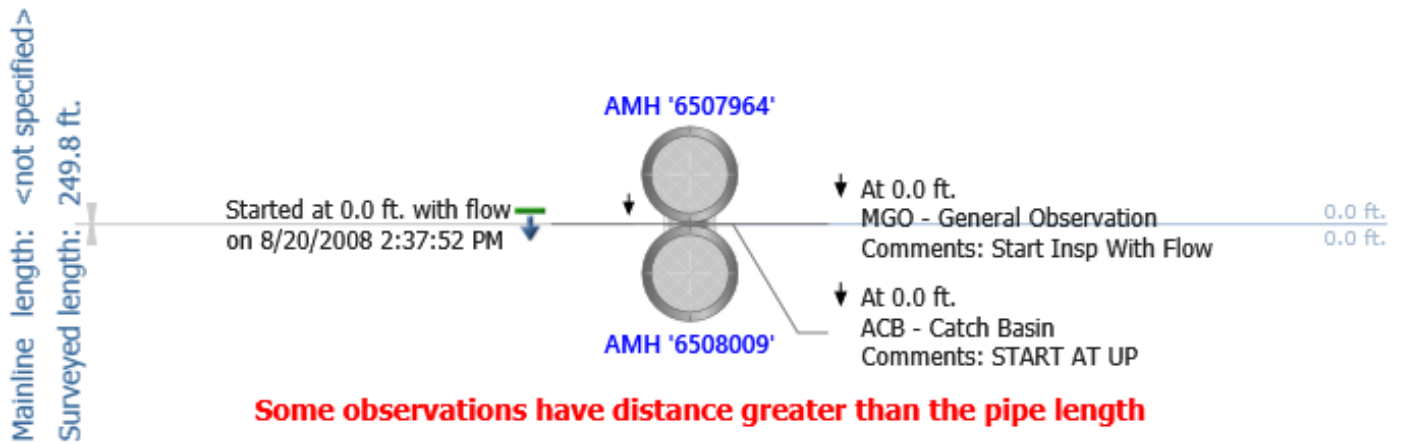 Mainline length: <not specified>
Surveyed length: 249.8 ft.
AMH '6507964'
Started at 0.0 ft. with flow
on 8/20/2008 2:37:52 PM
At 0.0 ft.
MGO - General Observation
Comments: Start Insp With Flow
0.0 ft.
0.0 ft.
At 0.0 ft.
ACB - Catch Basin
Comments: START AT UP
AMH '6508009'
Some observations have distance greater than the pipe length